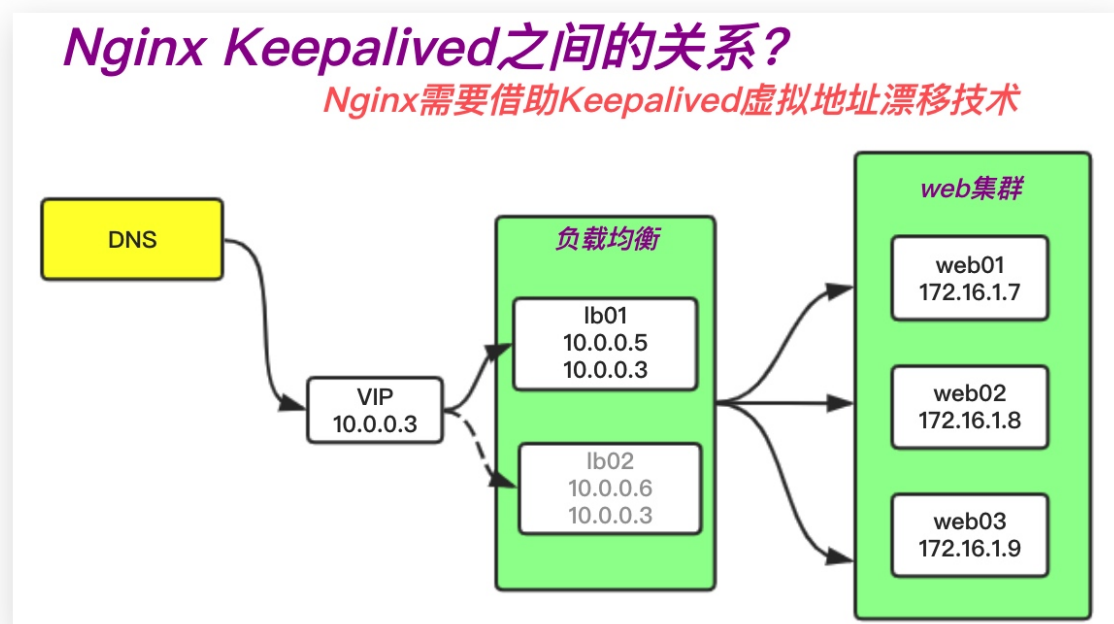 Nginx Keepalived之间的关系？
Nginx需要借助Keepalived虚拟地址漂移技术
DNS
VIP
10.0.0.3
负载均衡
lb01
10.0.0.5
10.0.0.3
lb02
10.0.0.6
10.0.0.3
web集群
web01
172.16.1.7
web02
172.16.1.8
web03
172.16.1.9